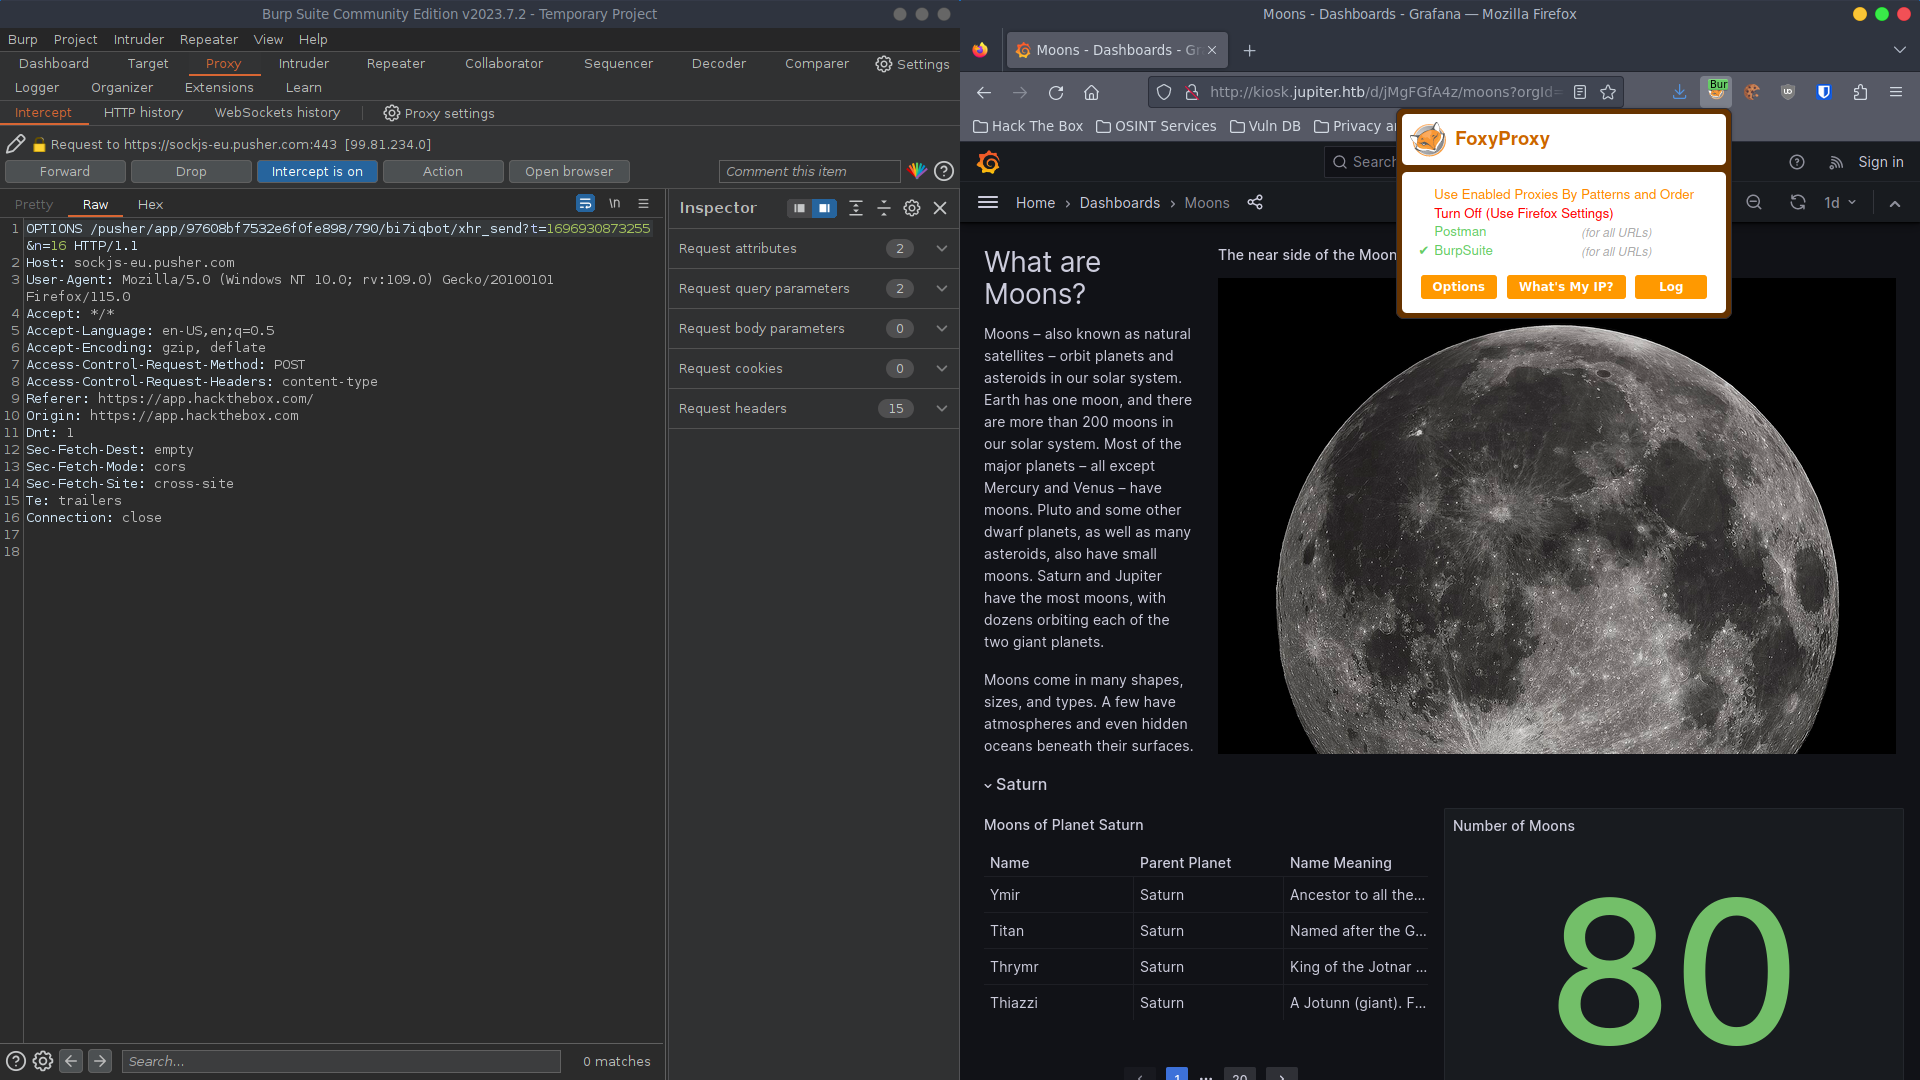 Burp Suite Community Edition v2023.7.2 - Temporary Project
Burp Project Intruder Repeater View Help
Dashboard Target Proxy Intruder Repeater Collaborator Sequencer Decoder Comparer Settings
Logger Organizer Extensions Learn
Intercept HTTP history WebSockets history Proxy settings
Request to https://sockjs-eu.pusher.com:443 [99.81.234.0]
Forward Drop Intercept is on Action Open browser Comment this item
Pretty Raw Hex \n
1 OPTIONS /pusher/app/97608bf7532e6f0fe898/790/bi7iqbot/xhr_send?t=1696930873255
&n=16 HTTP/1.1
2 Host: sockjs-eu.pusher.com
3 User-Agent: Mozilla/5.0 (Windows NT 10.0; rv:109.0) Gecko/20100101
Firefox/115.0
4 Accept: */*
5 Accept-Language: en-US,en;q=0.5
6 Accept-Encoding: gzip, deflate
7 Access-Control-Request-Method: POST
8 Access-Control-Request-Headers: content-type
9 Referer: https://app.hackthebox.com/
10 Origin: https://app.hackthebox.com
11 Dnt: 1
12 Sec-Fetch-Dest: empty
13 Sec-Fetch-Mode: cors
14 Sec-Fetch-Site: cross-site
15 Te: trailers
16 Connection: close
17
18
Search... 0 matches
Inspector
Request attributes 2
Request query parameters 2
Request body parameters 0
Request cookies 0
Request headers 15
Moons - Dashboards - Grafana — Mozilla Firefox
Moons - Dashboards - Gr
http://kiosk.jupiter.htb/d/jMgFGfA4z/moons?orgId= Bur
Hack The Box OSINT Services Vuln DB Privacy a
FoxyProxy
Use Enabled Proxies By Patterns and Order
Turn Off (Use Firefox Settings)
Postman (for all URLs)
✔ BurpSuite (for all URLs)
Options What's My IP? Log
Search Sign in
Home › Dashboards › Moons 1d
What are
Moons?
Moons – also known as natural
satellites – orbit planets and
asteroids in our solar system.
Earth has one moon, and there
are more than 200 moons in
our solar system. Most of the
major planets – all except
Mercury and Venus – have
moons. Pluto and some other
dwarf planets, as well as many
asteroids, also have small
moons. Saturn and Jupiter
have the most moons, with
dozens orbiting each of the
two giant planets.
Moons come in many shapes,
sizes, and types. A few have
atmospheres and even hidden
oceans beneath their surfaces.
The near side of the Moon
Saturn
Moons of Planet Saturn
Name Parent Planet Name Meaning
Ymir Saturn Ancestor to all the...
Titan Saturn Named after the G...
Thrymr Saturn King of the Jotnar ...
Thiazzi Saturn A Jotunn (giant). F...
1 ... 20
Number of Moons
80